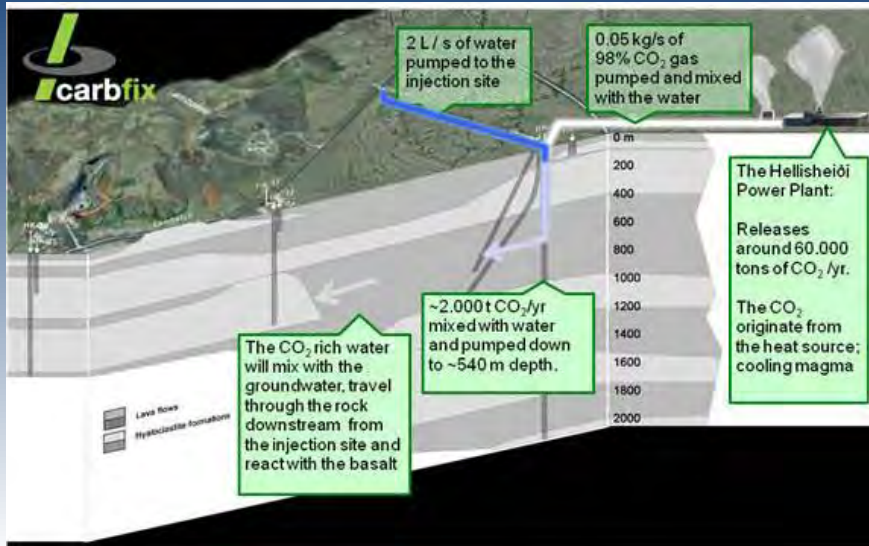 carbfix
2 L / s of water
pumped to the
injection site
0.05 kg/s of
98% CO₂ gas
pumped and mixed
with the water
0 m
200
400
600
800
1000
1200
1400
1600
1750
1800
2000
The Hellisheiði
Power Plant:
Releases
around 60.000
tons of CO₂ /yr.
The CO₂
originate from
the heat source;
cooling magma
~2.000 t CO₂/yr
mixed with water
and pumped down
to ~540 m depth.
The CO₂ rich water
will mix with the
groundwater, travel
through the rock
downstream from
the injection site and
react with the basalt
Lava flows
Hyaloclastite formations